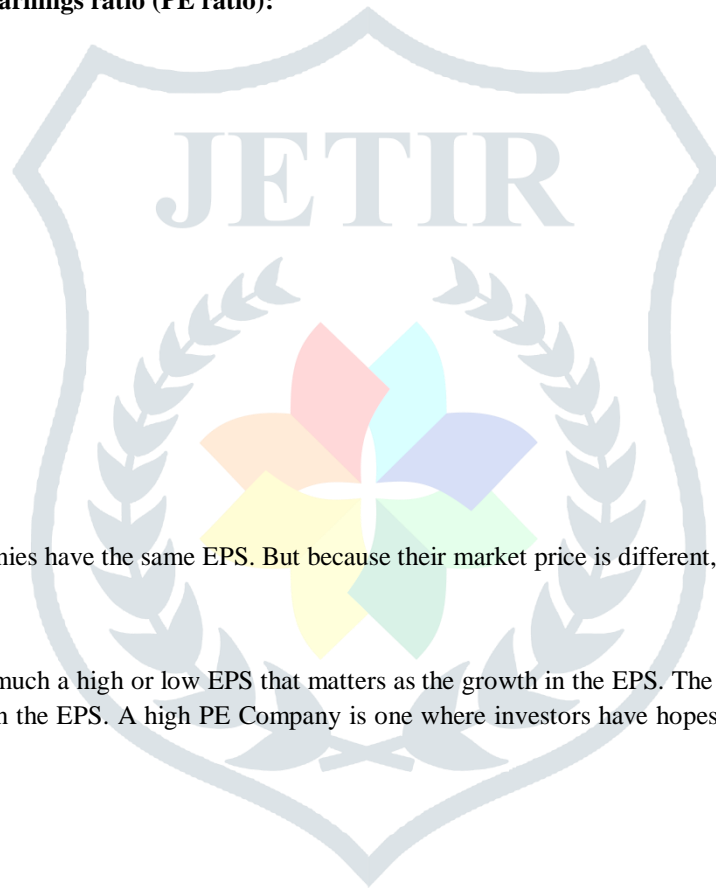 arnings ratio (PE ratio):
JETIR
nies have the same EPS. But because their market price is different,
much a high or low EPS that matters as the growth in the EPS. The
n the EPS. A high PE Company is one where investors have hopes